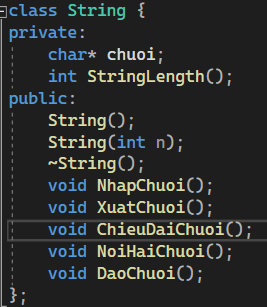 class String {
private:
char* chuoi;
int StringLength();
public:
String();
String(int n);
~String();
void NhapChuoi();
void XuatChuoi();
void ChieuDaiChuoi();
void NoiHaiChuoi();
void DaoChuoi();
};